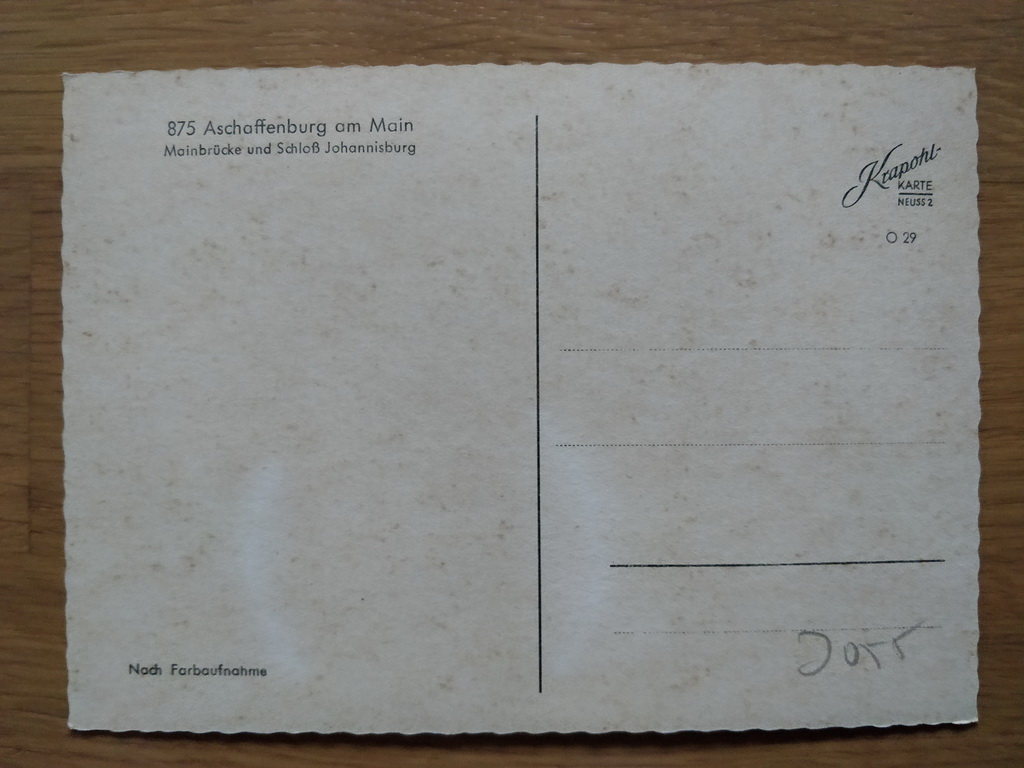 875 Aschaffenburg am Main
Mainbrücke und Schloß Johannisburg
Krapohl-
KARTE
NEUSS 2
O 29
Nach Farbaufnahme